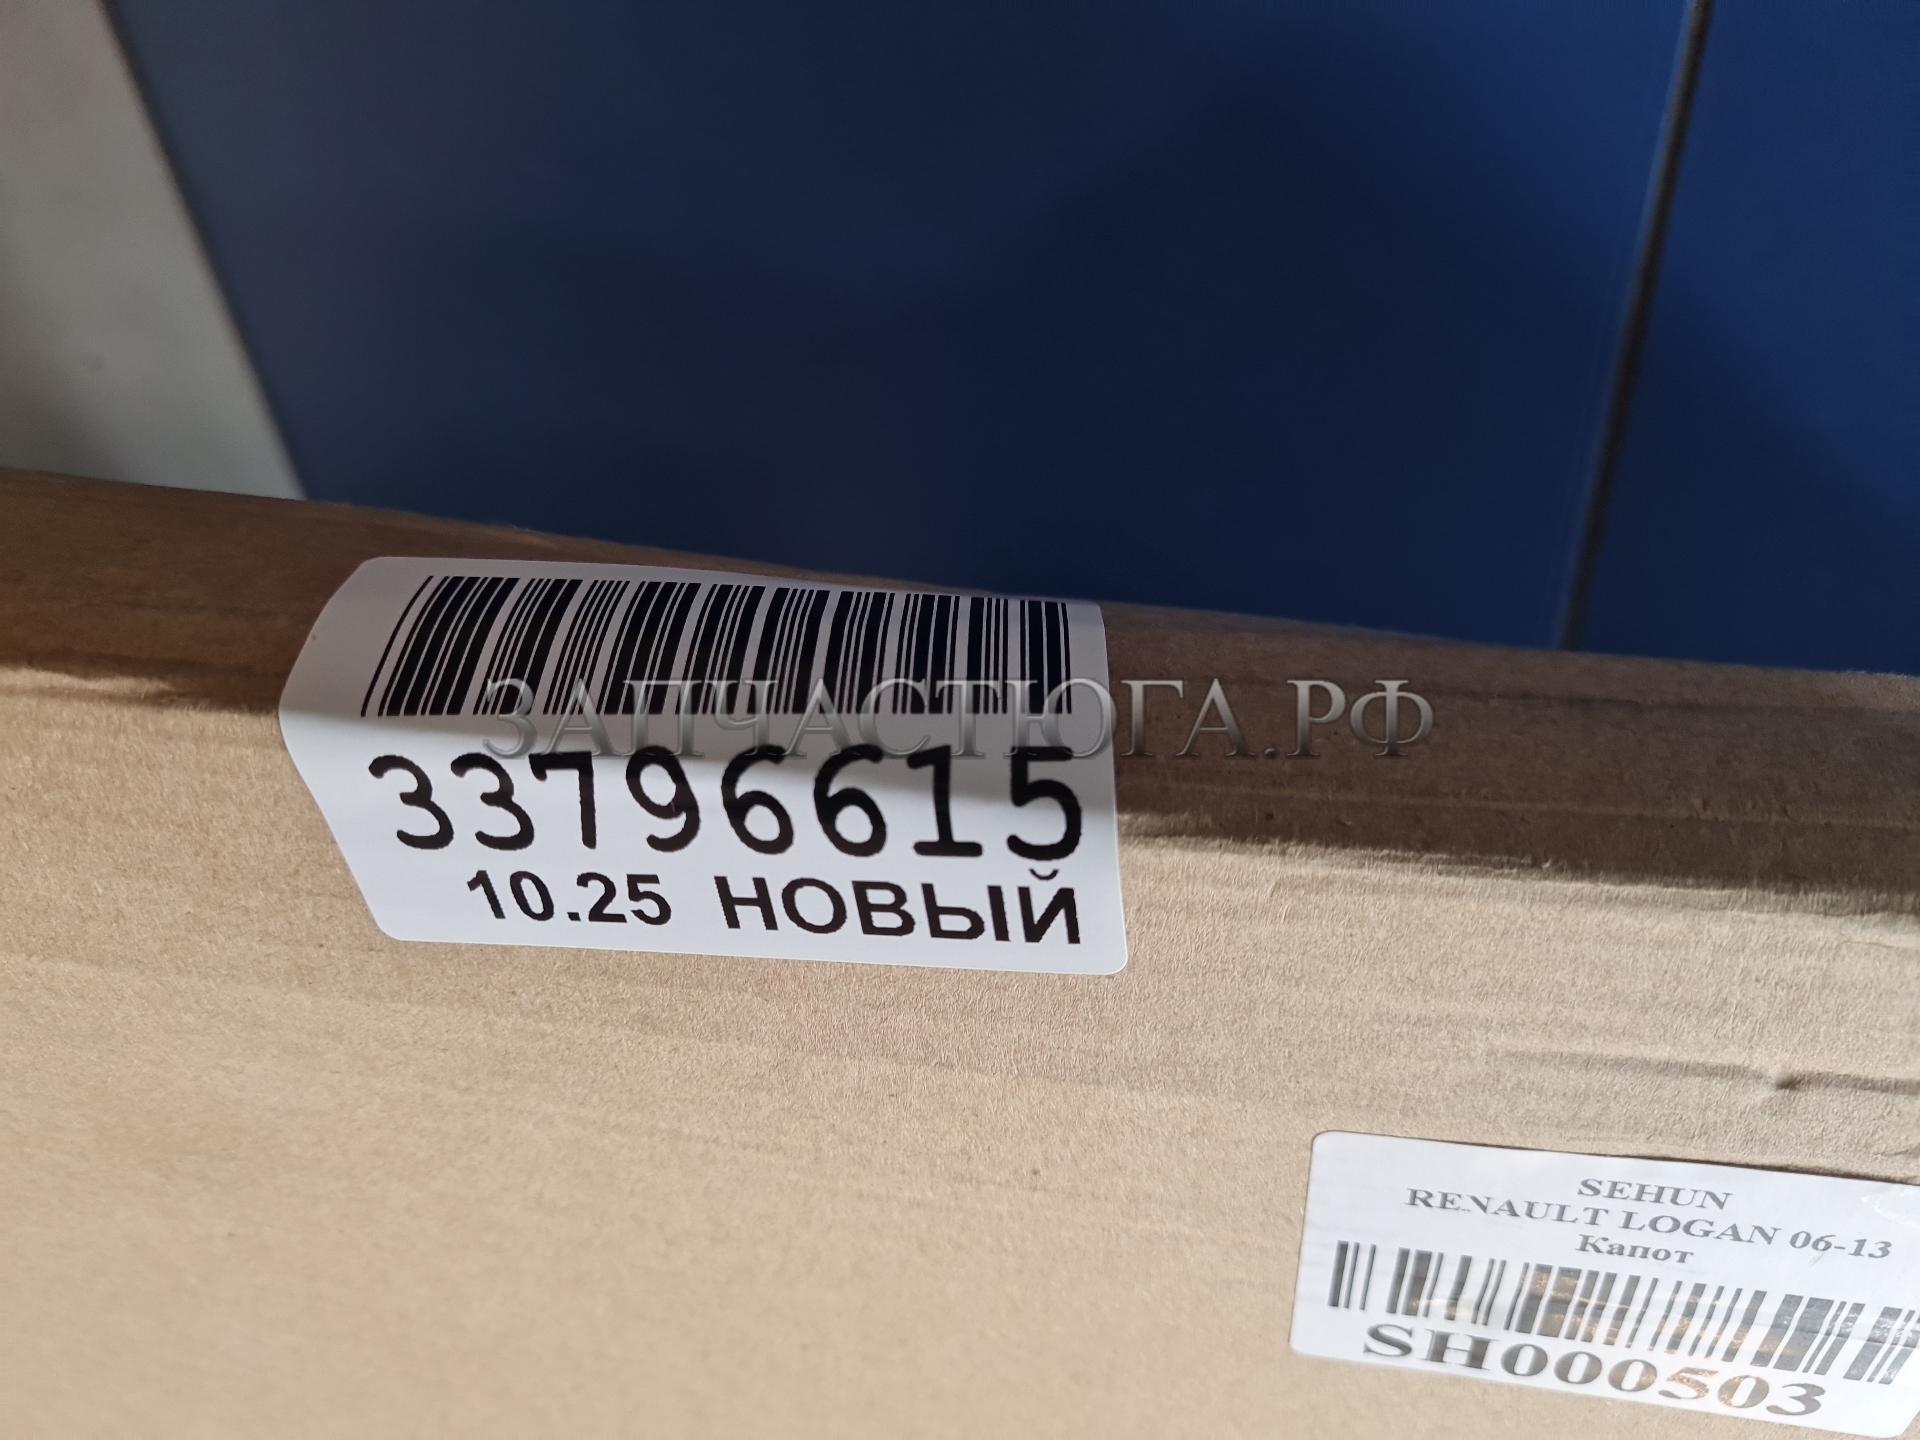 ЗАПЧАСТЮГА.РФ
33796615
10.25 НОВЫЙ
SEHUN
RENAULT LOGAN 06-13
Капот
SH000503